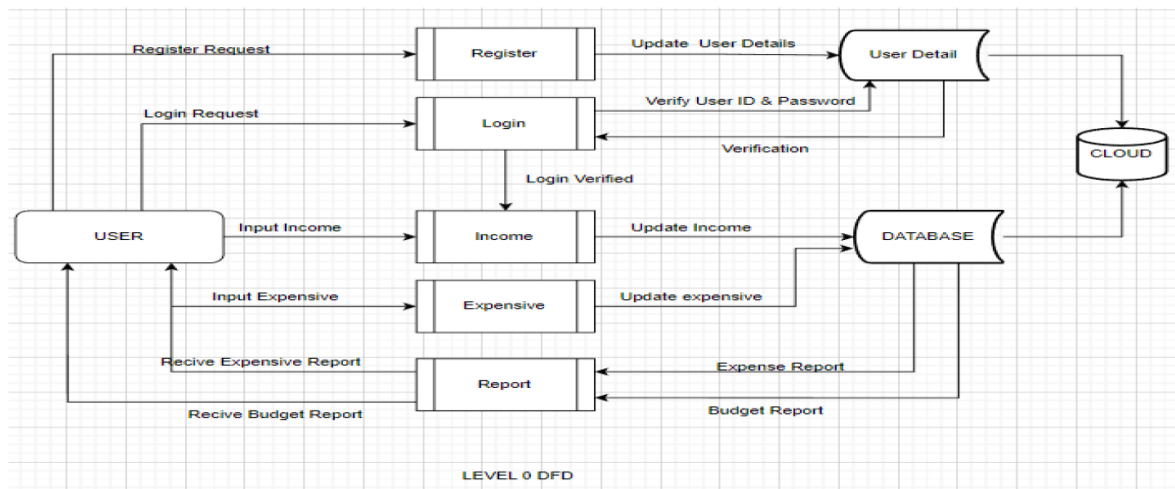 Register Request
Register
Update User Details
User Detail
Login Request
Login
Verify User ID & Password
Verification
CLOUD
Login Verified
USER
Input Income
Income
Update Income
DATABASE
Input Expensive
Expensive
Update expensive
Recive Expensive Report
Report
Expense Report
Recive Budget Report
Budget Report
LEVEL 0 DFD